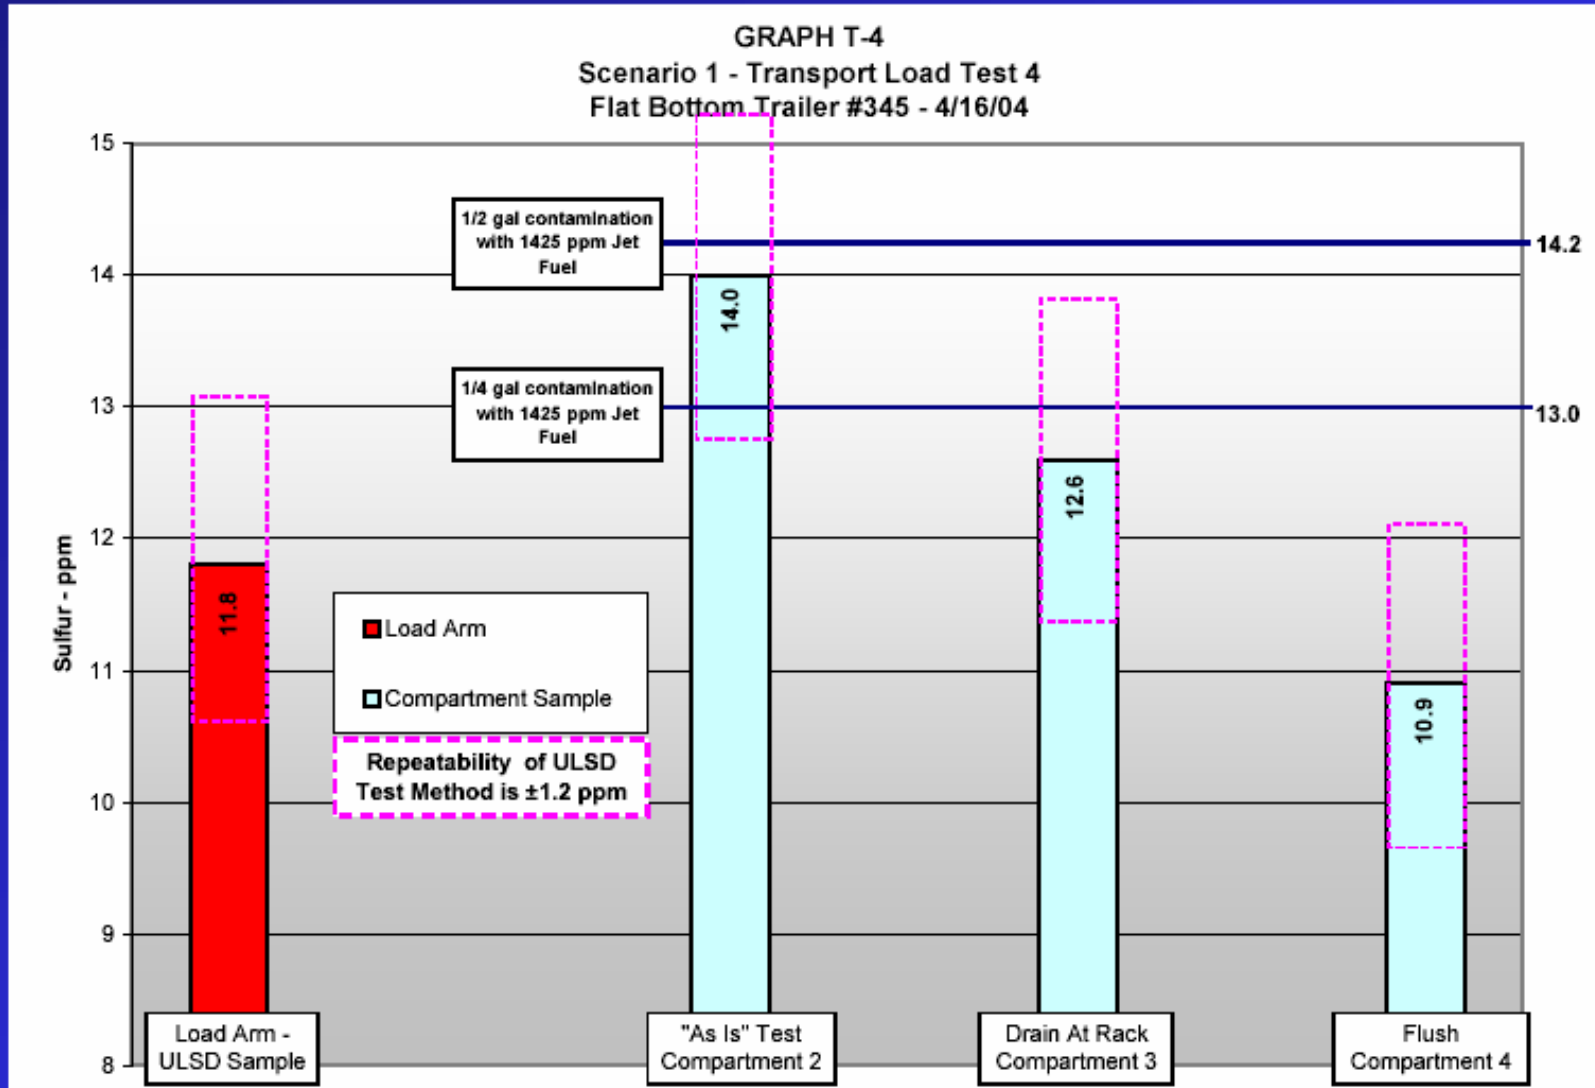 GRAPH T-4
Scenario 1 - Transport Load Test 4
Flat Bottom Trailer #345 - 4/16/04
15
14
13
12
11
10
9
8
Sulfur - ppm
1/2 gal contamination
with 1425 ppm Jet
Fuel
14.2
1/4 gal contamination
with 1425 ppm Jet
Fuel
13.0
11.8
14.0
12.6
10.9
Load Arm
Compartment Sample
Repeatability of ULSD
Test Method is ±1.2 ppm
Load Arm -
ULSD Sample
"As Is" Test
Compartment 2
Drain At Rack
Compartment 3
Flush
Compartment 4